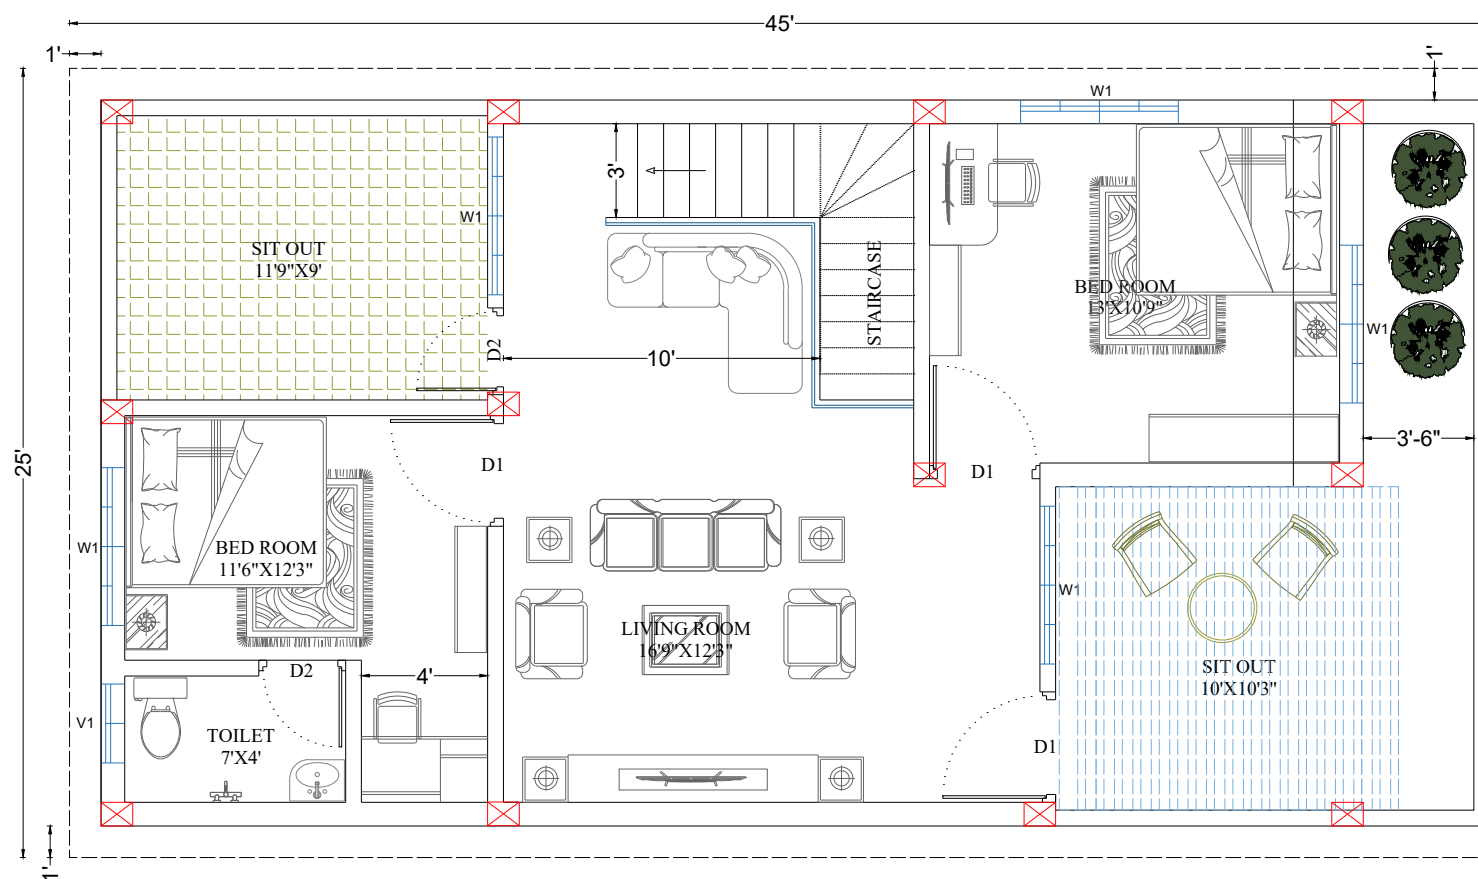 45'
1'
1'
W1
3'
W1
SIT OUT
11'9"X9'
STAIRCASE
BED ROOM
13'X10'9"
W1
D2
10'
3'-6"
25'
D1
D1
W1
BED ROOM
11'6"X12'3"
W1
LIVING ROOM
16'9"X12'3"
SIT OUT
10'X10'3"
D2
4'
V1
TOILET
7'X4'
D1
1'